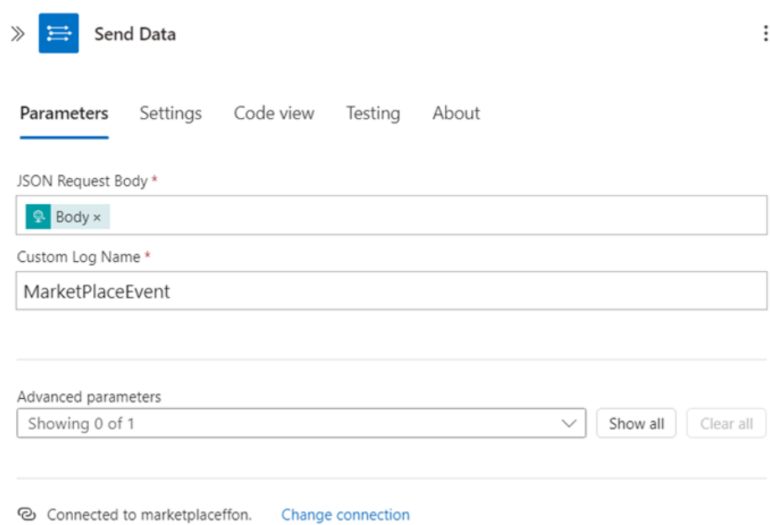 Send Data
Parameters Settings Code view Testing About
JSON Request Body *
Body ×
Custom Log Name *
MarketPlaceEvent
Advanced parameters
Showing 0 of 1 Show all Clear all
Connected to marketplaceffon. Change connection